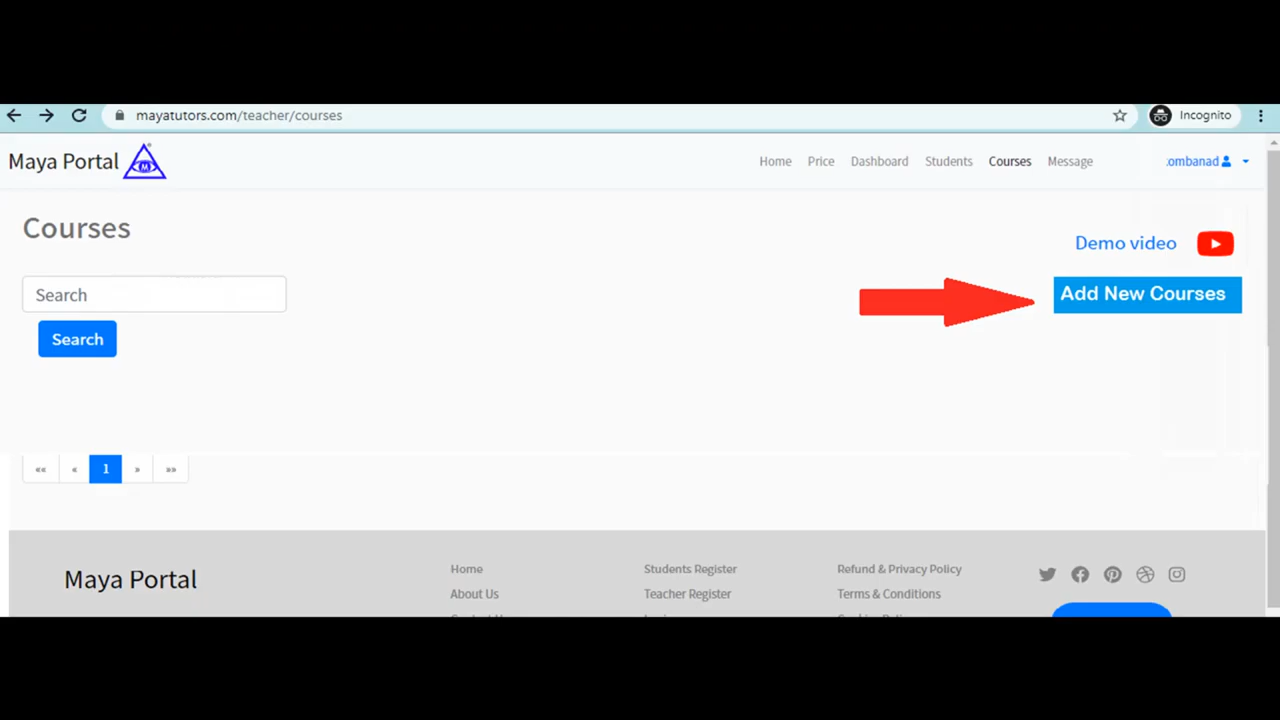 mayatutors.com/teacher/courses
Incognito
Maya Portal M
Home Price Dashboard Students Courses Message
ombanad
Courses
Demo video
Search
Add New Courses
Search
«« « 1 » »»
Maya Portal
Home Students Register Refund & Privacy Policy
About Us Teacher Register Terms & Conditions